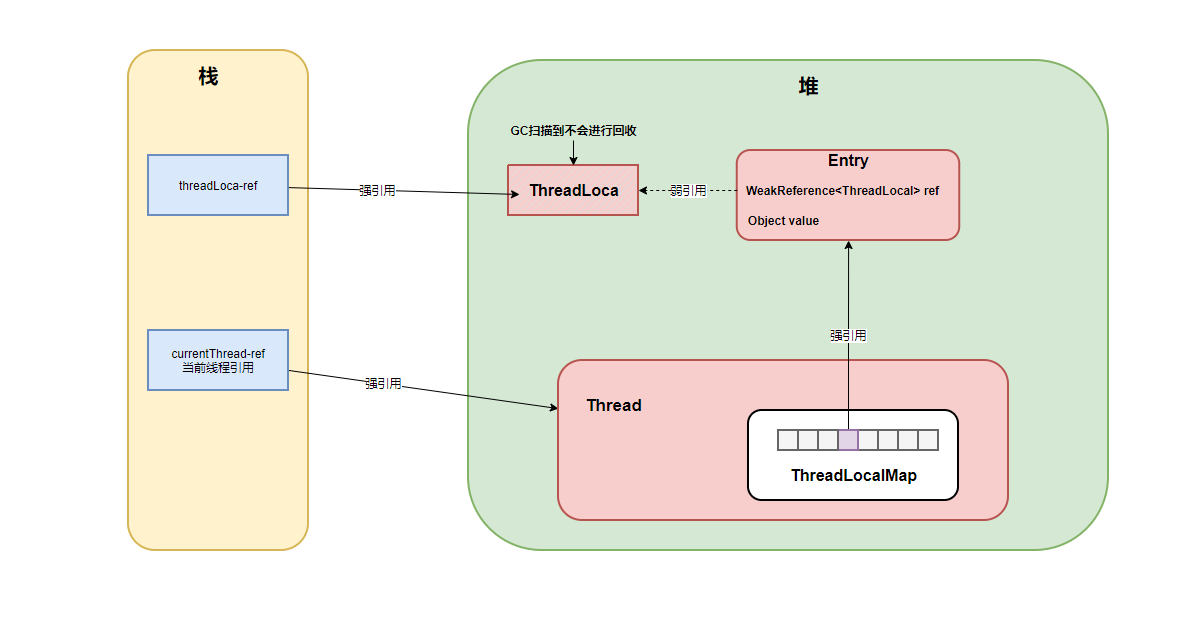 栈
堆
GC扫描到不会进行回收
threadLoca-ref
强引用
ThreadLoca
弱引用
Entry
WeakReference<ThreadLocal> ref
Object value
强引用
currentThread-ref
当前线程引用
强引用
Thread
ThreadLocalMap